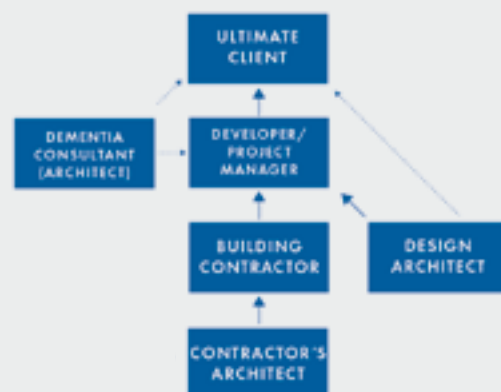 ULTIMATE
CLIENT
DEMENTIA
CONSULTANT
(ARCHITECT)
DEVELOPER/
PROJECT
MANAGER
BUILDING
CONTRACTOR
DESIGN
ARCHITECT
CONTRACTOR'S
ARCHITECT